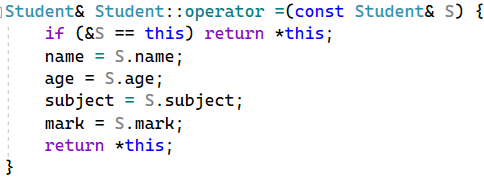 Student& Student::operator =(const Student& S) {
    if (&S == this) return *this;
    name = S.name;
    age = S.age;
    subject = S.subject;
    mark = S.mark;
    return *this;
}